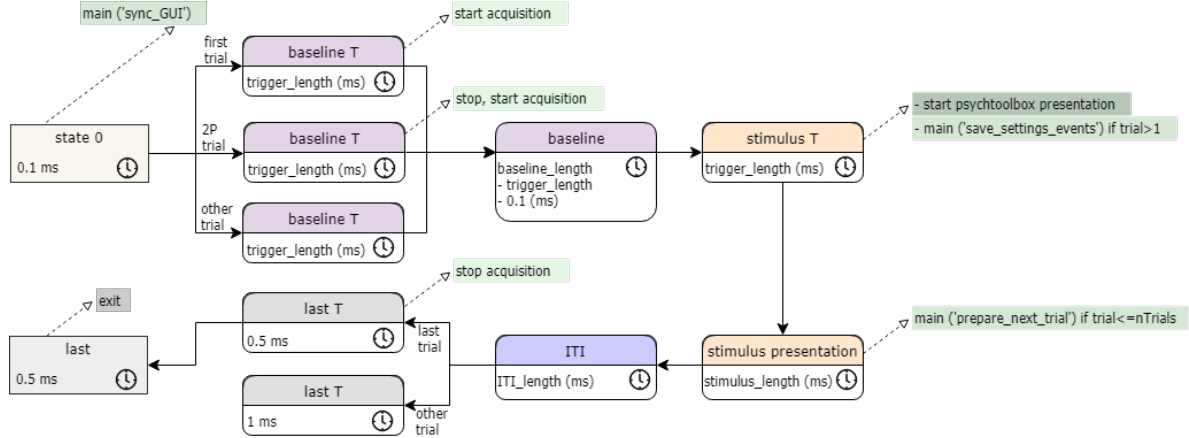 main ('sync_GUI')
start acquisition
first
trial
baseline T
trigger_length (ms)
stop, start acquisition
2P
trial
baseline T
trigger_length (ms)
state 0
0.1 ms
baseline
baseline_length
- trigger_length
- 0.1 (ms)
stimulus T
trigger_length (ms)
- start psychtoolbox presentation
- main ('save_settings_events') if trial>1
other
trial
baseline T
trigger_length (ms)
stop acquisition
exit
last T
0.5 ms
last
trial
last
0.5 ms
ITI
ITI_length (ms)
stimulus presentation
stimulus_length (ms)
main ('prepare_next_trial') if trial<=nTrials
last T
1 ms
other
trial